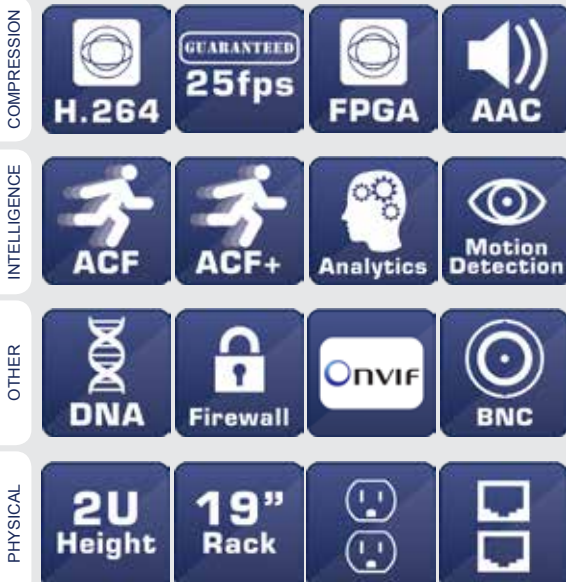 COMPRESSION
H.264
GUARANTEED
25fps
FPGA
AAC
INTELLIGENCE
ACF
ACF+
Analytics
Motion
Detection
OTHER
DNA
Firewall
ONVIF
BNC
PHYSICAL
2U
Height
19”
Rack